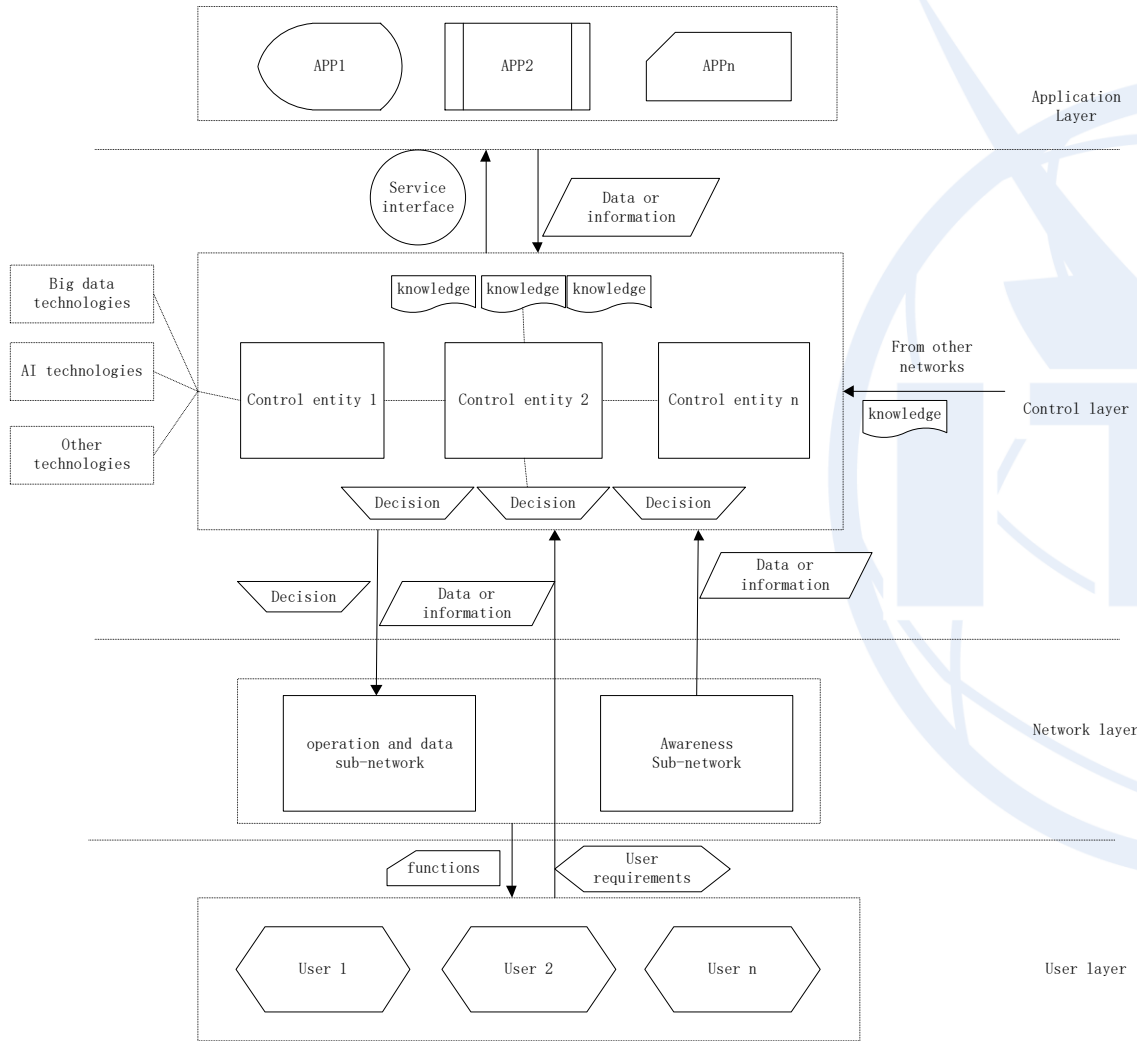 APP1
APP2
APPn
Application
Layer
Service
interface
Data or
information
Big data
technologies
AI technologies
Other
technologies
knowledge
knowledge
knowledge
Control entity 1
Control entity 2
Control entity n
From other
networks
knowledge
Control layer
Decision
Decision
Decision
Decision
Data or
information
Data or
information
operation and data
sub-network
Awareness
Sub-network
Network layer
functions
User
requirements
User 1
User 2
User n
User layer